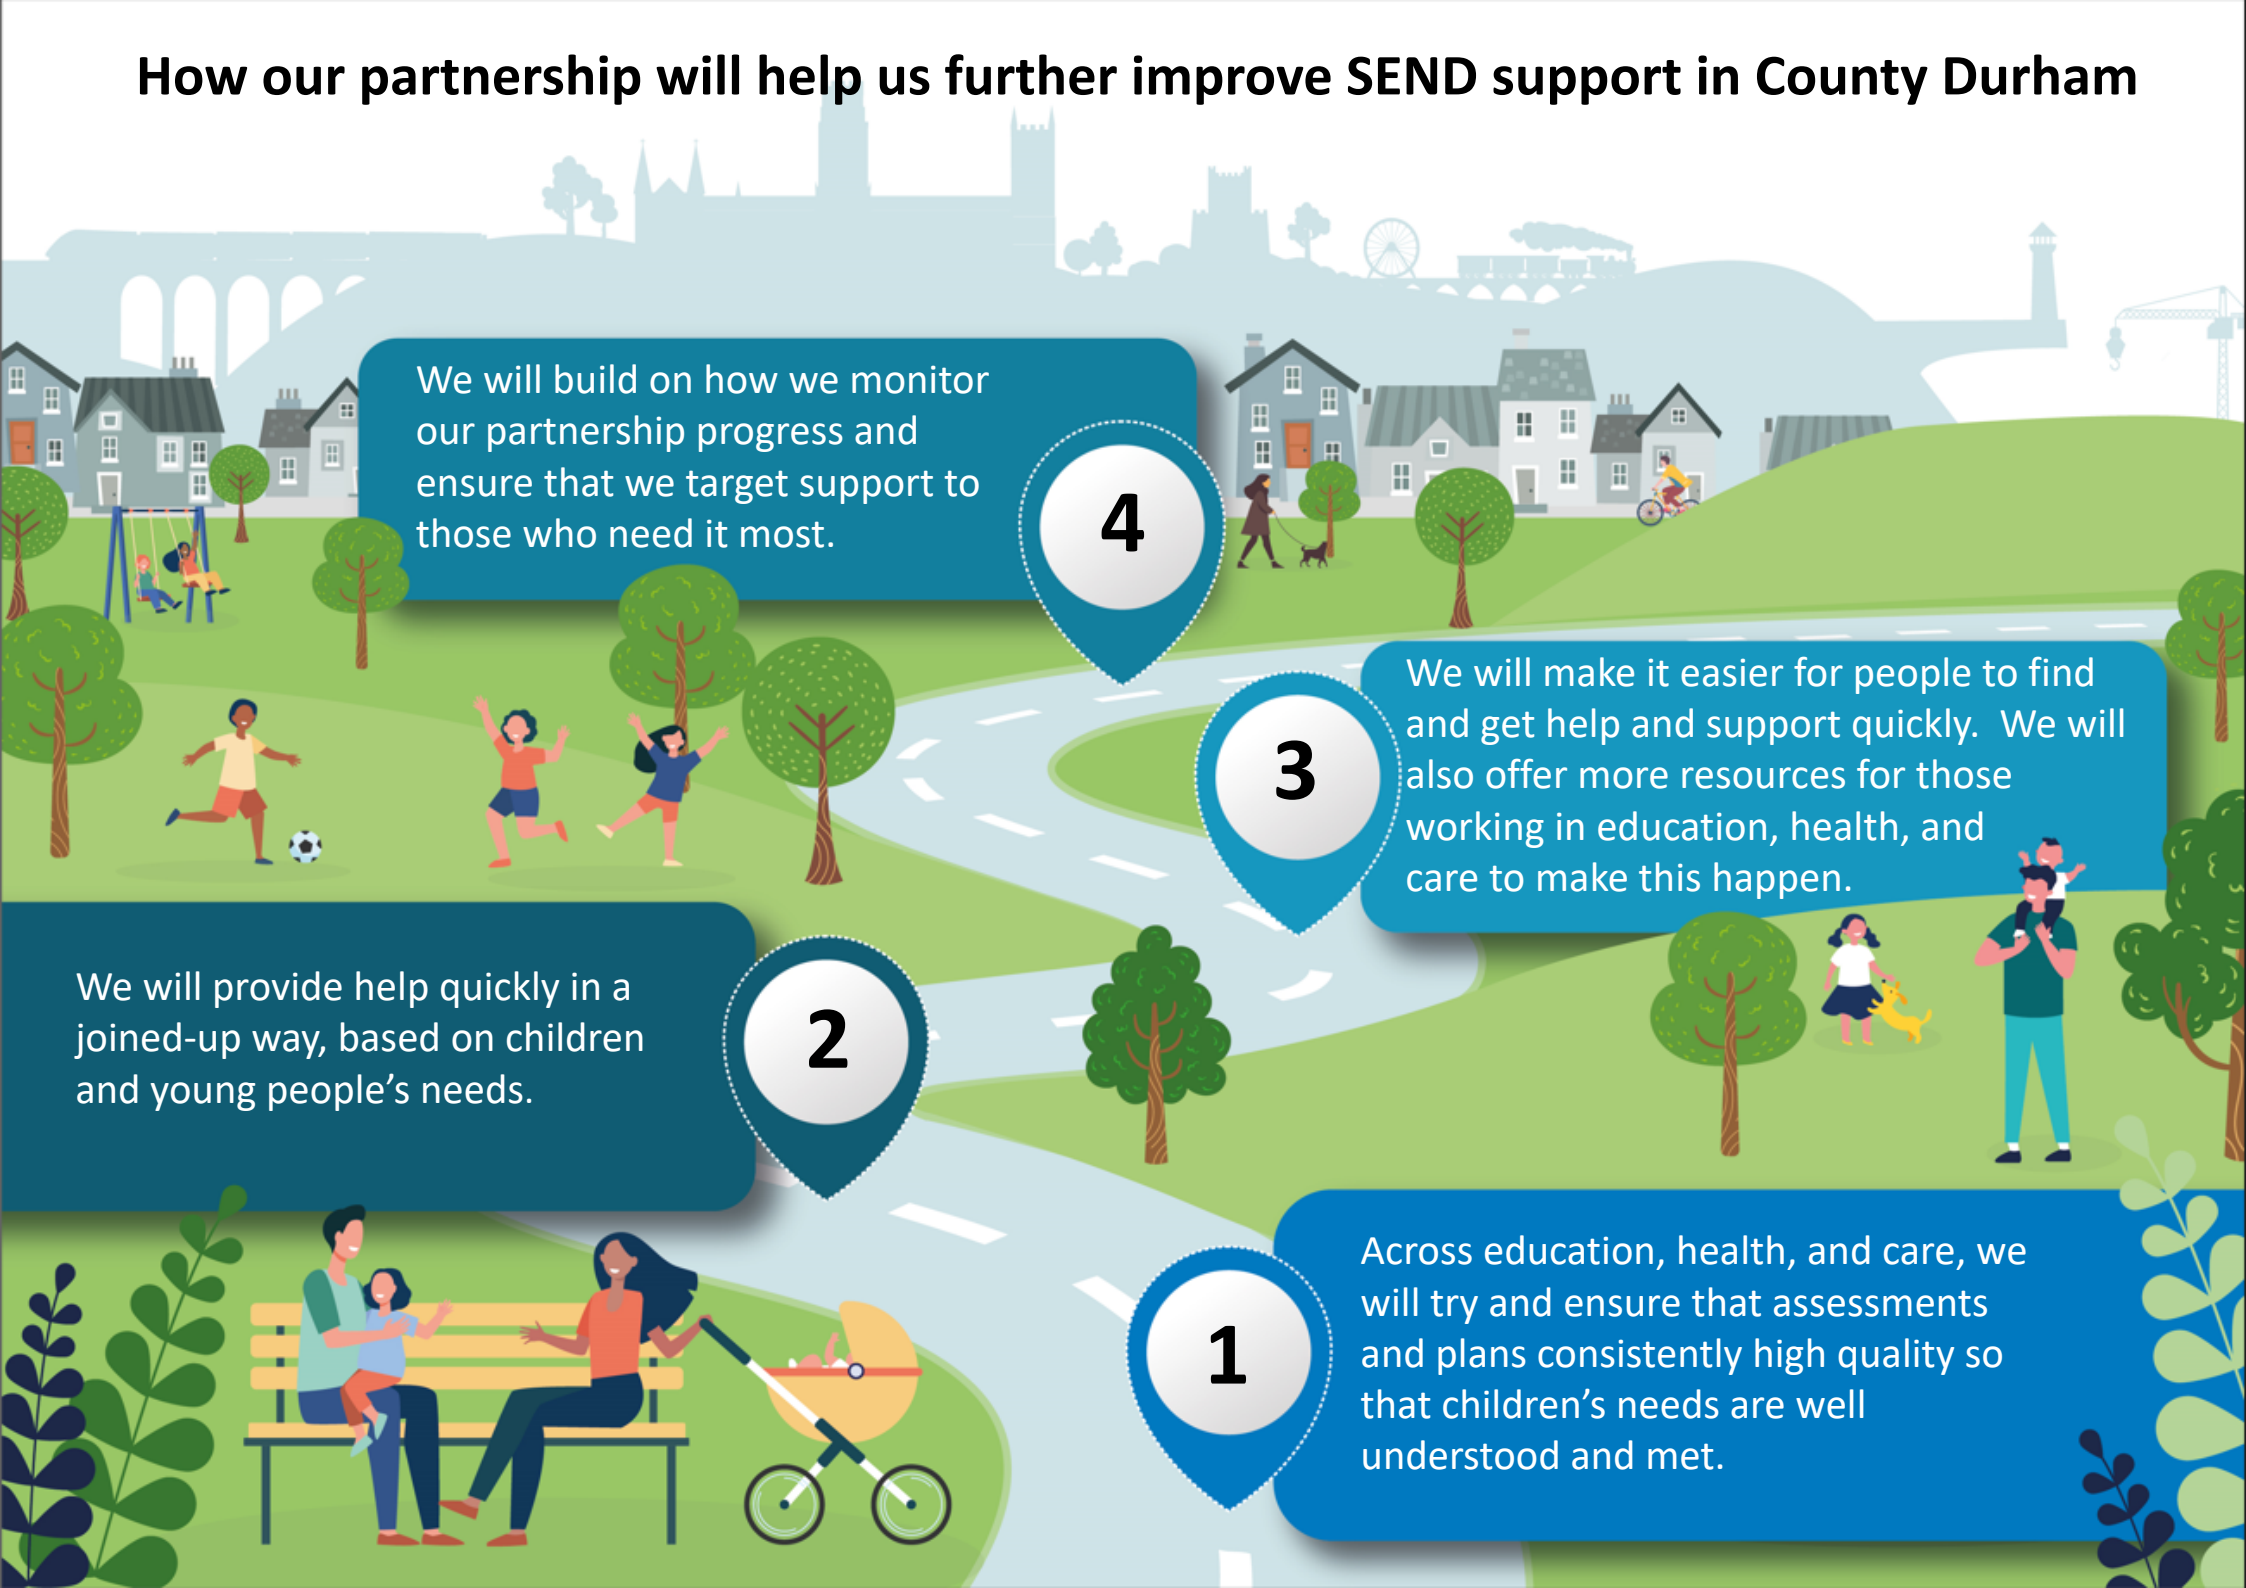 How our partnership will help us further improve SEND support in County Durham
We will build on how we monitor
our partnership progress and
ensure that we target support to
those who need it most.
4
We will make it easier for people to find
and get help and support quickly.  We will
also offer more resources for those
working in education, health, and
care to make this happen.
3
We will provide help quickly in a
joined-up way, based on children
and young people’s needs.
2
Across education, health, and care, we
will try and ensure that assessments
and plans consistently high quality so
that children’s needs are well
understood and met.
1